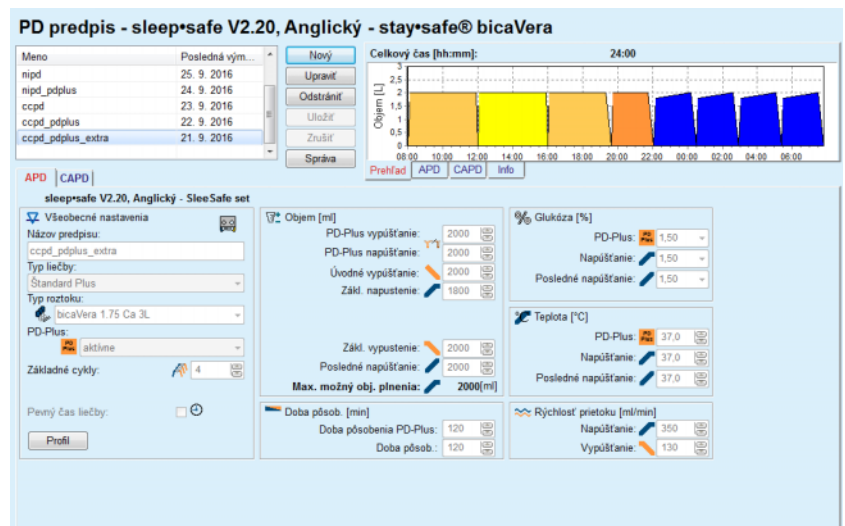 PD predpis - sleep•safe V2.20, Anglický - stay•safe® bicaVera
Meno Posledná vým...
nipd 25. 9. 2016
nipd_pdplus 24. 9. 2016
ccpd 23. 9. 2016
ccpd_pdplus 22. 9. 2016
ccpd_pdplus_extra 21. 9. 2016
Nový
Upraviť
Odstrániť
Uložiť
Zrušiť
Správa
Celkový čas [hh:mm]: 24:00
Objem [L]
3
2,5
2
1,5
1
0,5
0
08:00 10:00 12:00 14:00 16:00 18:00 20:00 22:00 00:00 02:00 04:00 06:00
Prehľad APD CAPD Info
APD CAPD
sleep•safe V2.20, Anglický - SleeSafe set
Všeobecné nastavenia
Názov predpisu:
ccpd_pdplus_extra
Typ liečby:
Štandard Plus
Typ roztoku:
bicaVera 1.75 Ca 3L
PD-Plus:
PD Plus aktívne
Základné cykly: 4
Pevný čas liečby:
Profil
Objem [ml]
PD-Plus vypúšťanie: 2000
PD-Plus napúšťanie: 2000
Úvodné vypúšťanie: 2000
Zákl. napustenie: 1800
Zákl. vypustenie: 2000
Posledné napúšťanie: 2000
Max. možný obj. plnenia: 2000[ml]
Doba pôsob. [min]
Doba pôsobenia PD-Plus: 120
Doba pôsob.: 120
Glukóza [%]
PD-Plus: PD Plus 1,50
Napúšťanie: 1,50
Posledné napúšťanie: 1,50
Teplota [°C]
PD-Plus: PD Plus 37,0
Napúšťanie: 37,0
Posledné napúšťanie: 37,0
Rýchlosť prietoku [ml/min]
Napúšťanie: 350
Vypúšťanie: 130